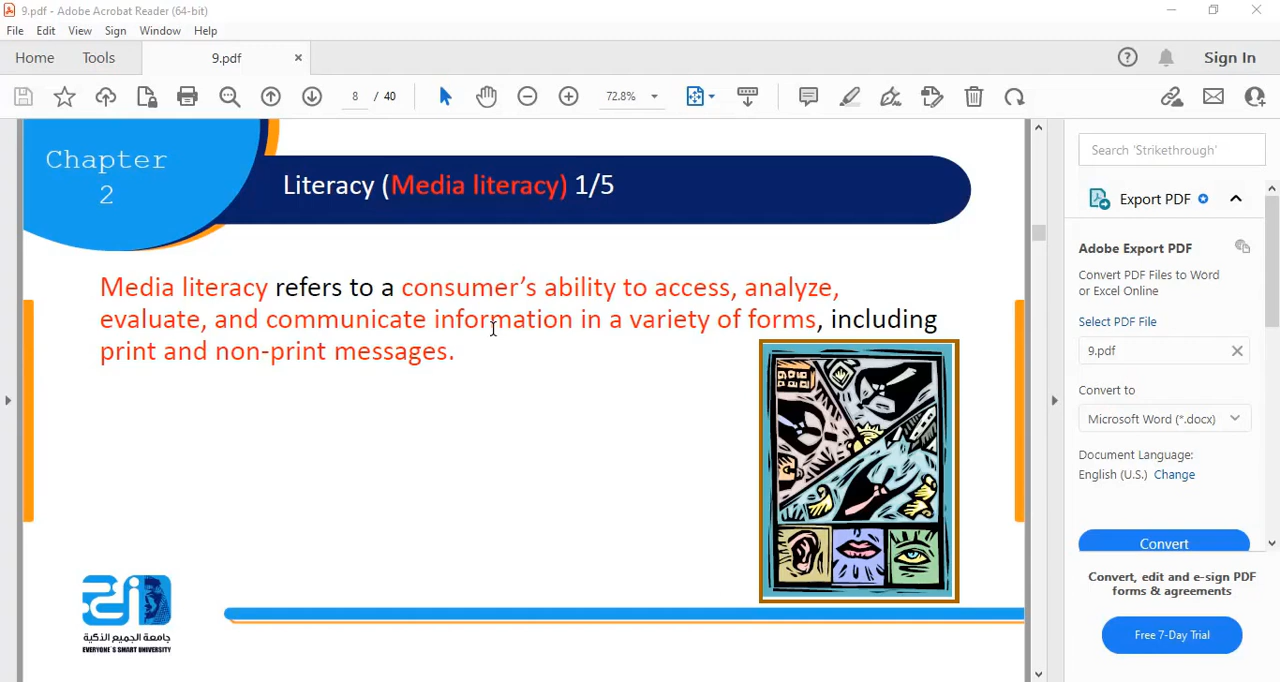 9.pdf - Adobe Acrobat Reader (64-bit)
File Edit View Sign Window Help
Home Tools 9.pdf × Sign In
8 / 40 72.8%
Chapter
2
Literacy (Media literacy) 1/5
Media literacy refers to a consumer’s ability to access, analyze,
evaluate, and communicate information in a variety of forms, including
print and non-print messages.
جامعة الجميع الذكية
EVERYONE'S SMART UNIVERSITY
Search 'Strikethrough'
Export PDF
Adobe Export PDF
Convert PDF Files to Word
or Excel Online
Select PDF File
9.pdf
Convert to
Microsoft Word (*.docx)
Document Language:
English (U.S.) Change
Convert
Convert, edit and e-sign PDF
forms & agreements
Free 7-Day Trial